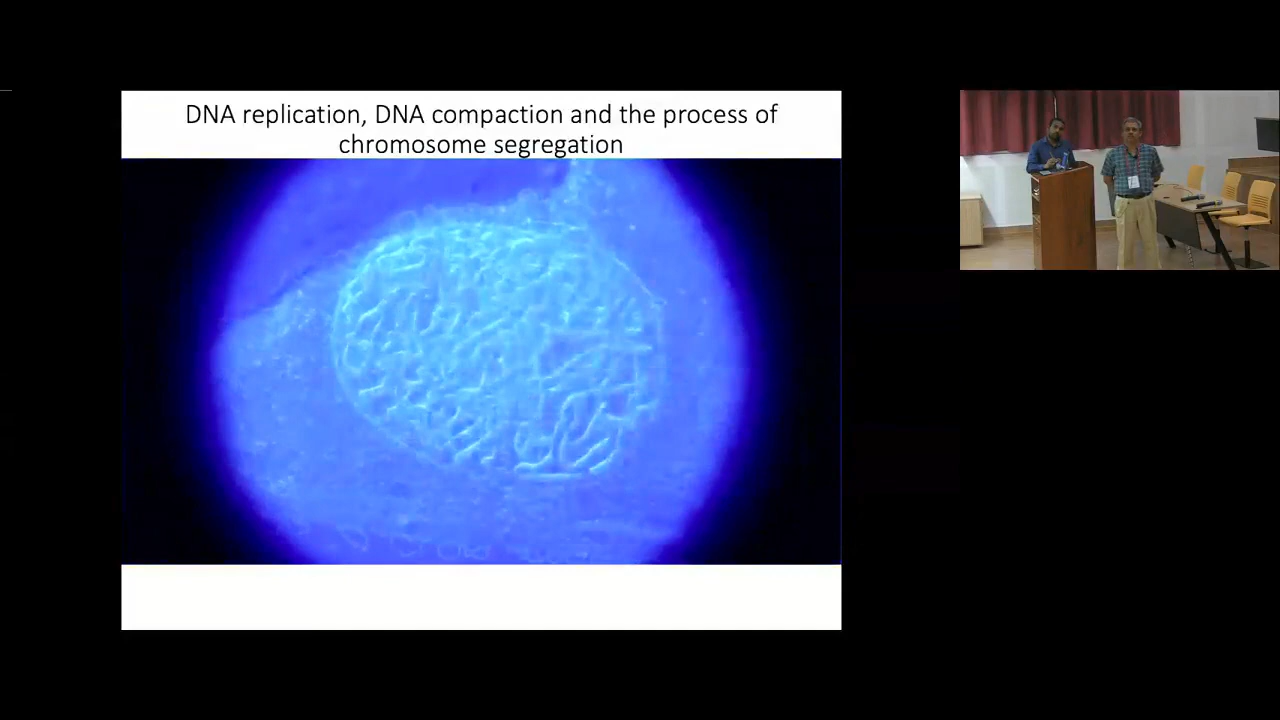 DNA replication, DNA compaction and the process of
chromosome segregation